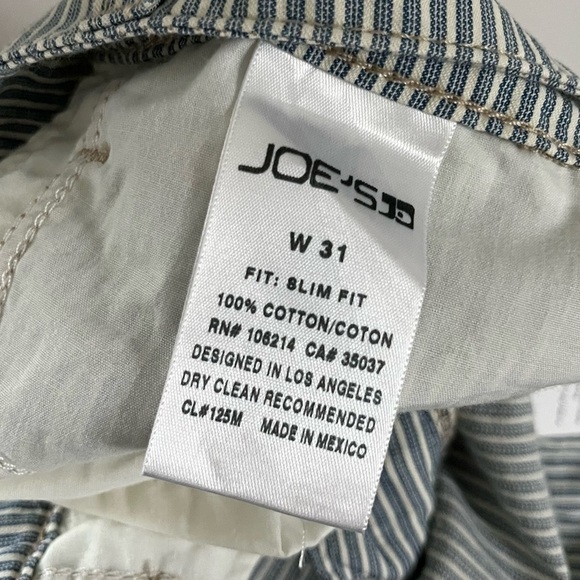 JOE'S
W 31
FIT: SLIM FIT
100% COTTON/COTON
RN# 106214 CA# 35037
DESIGNED IN LOS ANGELES
DRY CLEAN RECOMMENDED
CL#125M MADE IN MEXICO